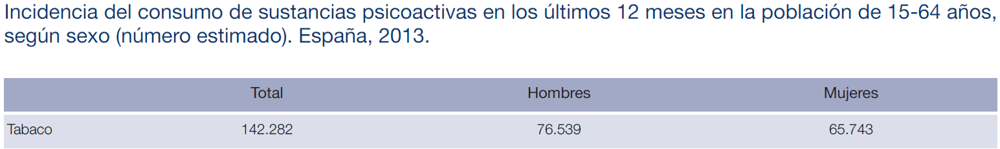 Incidencia del consumo de sustancias psicoactivas en los últimos 12 meses en la población de 15-64 años,
según sexo (número estimado). España, 2013.
Total Hombres Mujeres
Tabaco 142.282 76.539 65.743